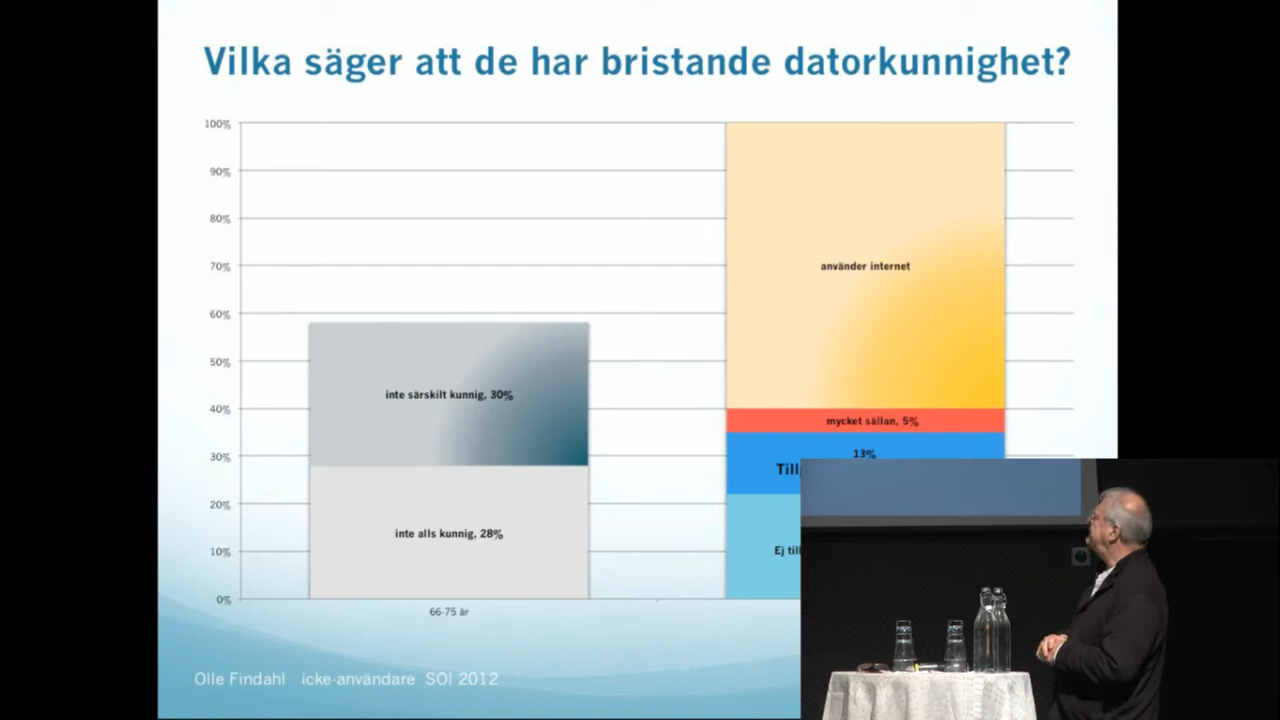 Vilka säger att de har bristande datorkunnighet?
100%
90%
80%
70%
60%
50%
40%
30%
20%
10%
0%
använder internet
inte särskilt kunnig, 30%
mycket sällan, 5%
13%
inte alls kunnig, 28%
Ej
66-75 år
Olle Findahl icke-användare SOI 2012